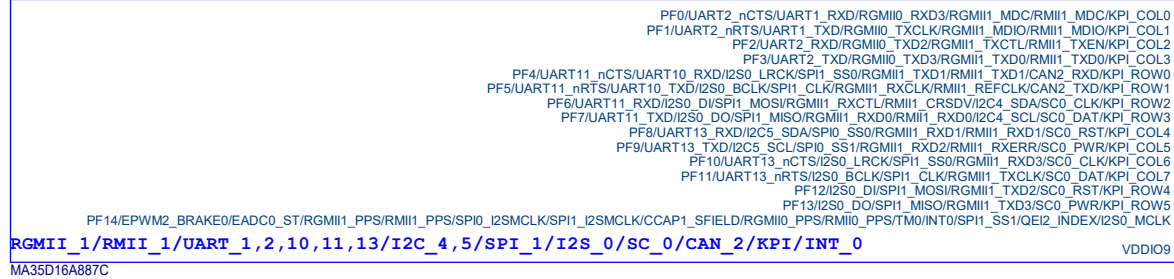 PF0/UART2_nCTS/UART1_RXD/RGMII0_RXD3/RGMII1_MDC/RMII1_MDC/KPI_COL0
PF1/UART2_nRTS/UART1_TXD/RGMII0_TXCLK/RGMII1_MDIO/RMII1_MDIO/KPI_COL1
PF2/UART2_RXD/RGMII0_TXD2/RGMII1_TXCTL/RMII1_TXEN/KPI_COL2
PF3/UART2_TXD/RGMII0_TXD3/RGMII1_TXD0/RMII1_TXD0/KPI_COL3
PF4/UART11_nCTS/UART10_RXD/I2S0_LRCK/SPI1_SS0/RGMII1_TXD1/RMII1_TXD1/CAN2_RXD/KPI_ROW0
PF5/UART11_nRTS/UART10_TXD/I2S0_BCLK/SPI1_CLK/RGMII1_RXCLK/RMII1_REFCLK/CAN2_TXD/KPI_ROW1
PF6/UART11_RXD/I2S0_DI/SPI1_MOSI/RGMII1_RXCTL/RMII1_CRSDV/I2C4_SDA/SC0_CLK/KPI_ROW2
PF7/UART11_TXD/I2S0_DO/SPI1_MISO/RGMII1_RXD0/RMII1_RXD0/I2C4_SCL/SC0_DAT/KPI_ROW3
PF8/UART13_RXD/I2C5_SDA/SPI0_SS0/RGMII1_RXD1/RMII1_RXD1/SC0_RST/KPI_COL4
PF9/UART13_TXD/I2C5_SCL/SPI0_SS1/RGMII1_RXD2/RMII1_RXERR/SC0_PWR/KPI_COL5
PF10/UART13_nCTS/I2S0_LRCK/SPI1_SS0/RGMII1_RXD3/SC0_CLK/KPI_COL6
PF11/UART13_nRTS/I2S0_BCLK/SPI1_CLK/RGMII1_TXCLK/SC0_DAT/KPI_COL7
PF12/I2S0_DI/SPI1_MOSI/RGMII1_TXD2/SC0_RST/KPI_ROW4
PF13/I2S0_DO/SPI1_MISO/RGMII1_TXD3/SC0_PWR/KPI_ROW5
PF14/EPWM2_BRAKE0/EADC0_ST/RGMII1_PPS/RMII1_PPS/SPI0_I2SMCLK/SPI1_I2SMCLK/CCAP1_SFIELD/RGMII0_PPS/RMII0_PPS/TM0/INT0/SPI1_SS1/QEI2_INDEX/I2S0_MCLK
RGMII_1/RMII_1/UART_1,2,10,11,13/I2C_4,5/SPI_1/I2S_0/SC_0/CAN_2/KPI/INT_0
VDDIO9
MA35D16A887C